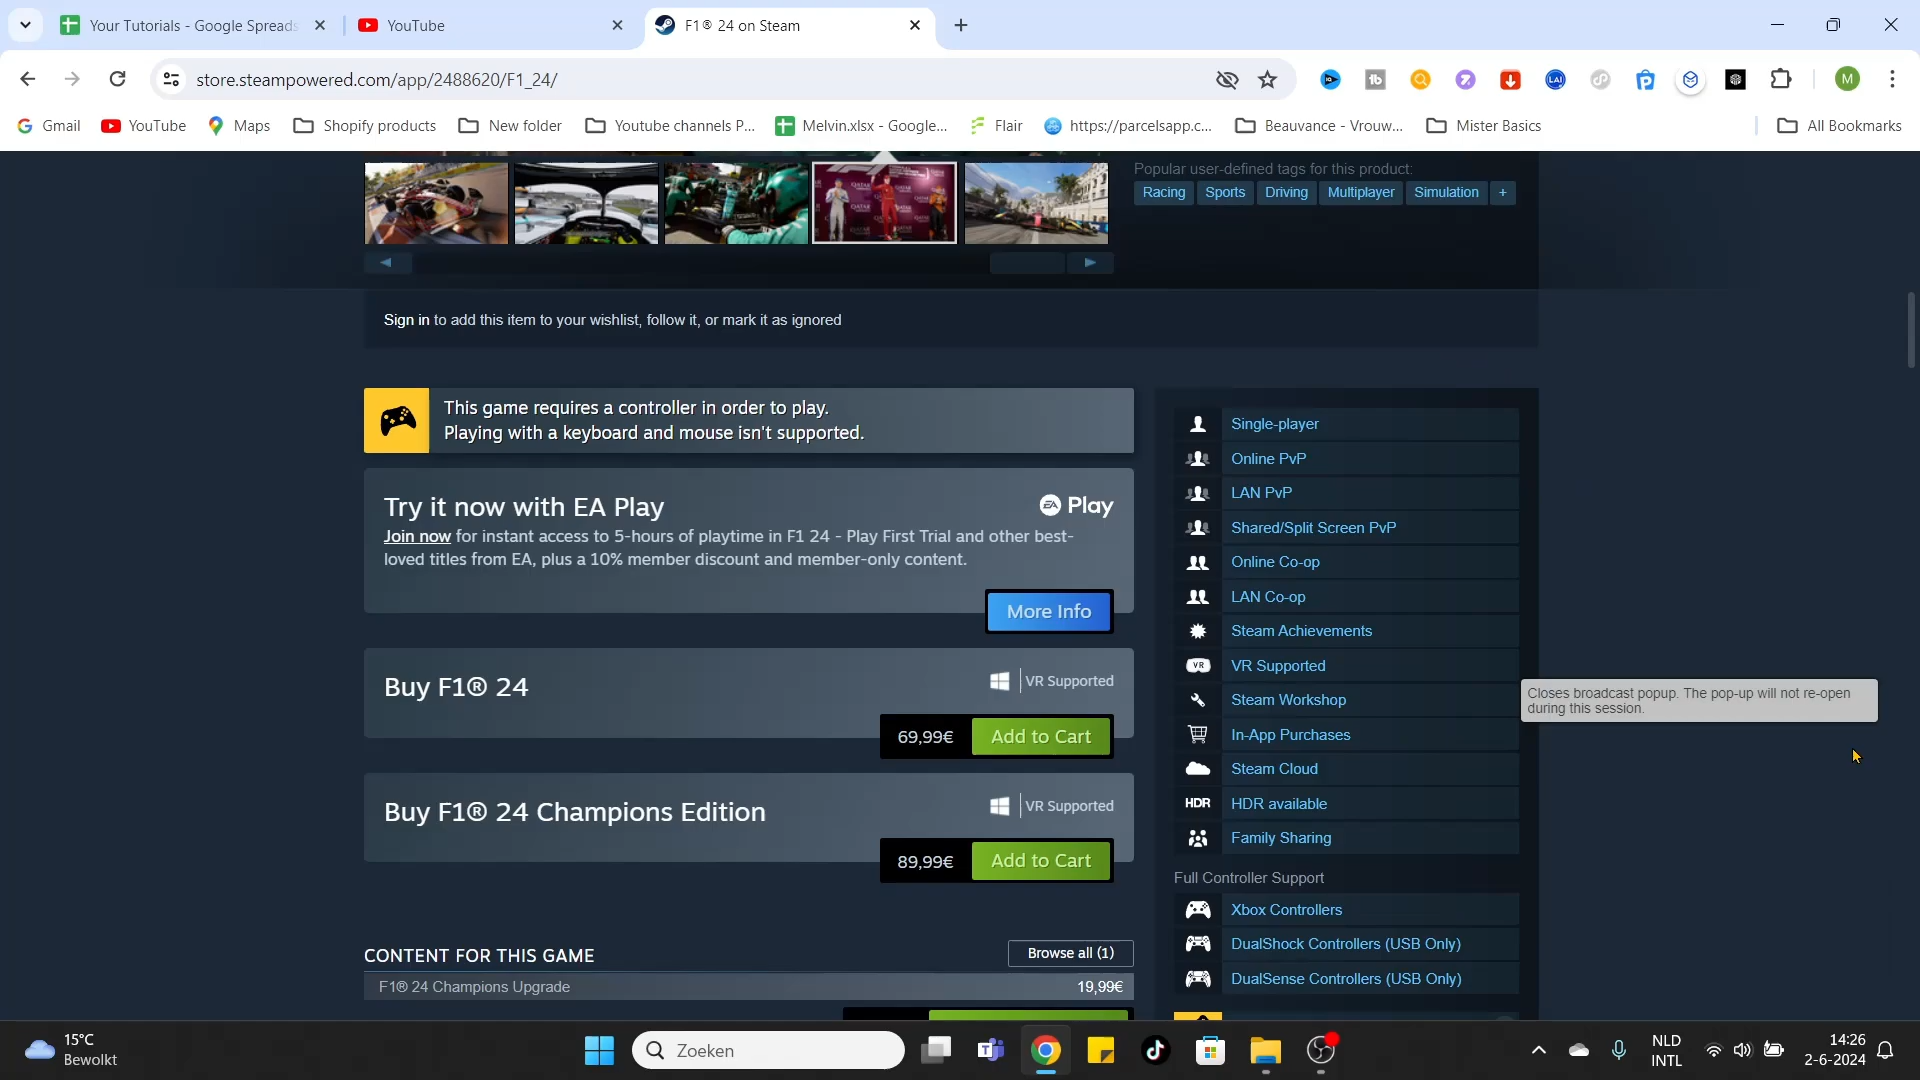 Your Tutorials - Google Spreads
YouTube
F1® 24 on Steam
store.steampowered.com/app/2488620/F1_24/
M
Gmail
YouTube
Maps
Shopify products
New folder
Youtube channels P...
Melvin.xlsx - Google...
Flair
https://parcelsapp.c...
Beauvance - Vrouw...
Mister Basics
All Bookmarks
Popular user-defined tags for this product:
Racing
Sports
Driving
Multiplayer
Simulation
+
Sign in to add this item to your wishlist, follow it, or mark it as ignored
This game requires a controller in order to play.
Playing with a keyboard and mouse isn't supported.
Try it now with EA Play
EA Play
Join now for instant access to 5-hours of playtime in F1 24 - Play First Trial and other best-
loved titles from EA, plus a 10% member discount and member-only content.
More Info
Buy F1® 24
VR Supported
69,99€
Add to Cart
Buy F1® 24 Champions Edition
VR Supported
89,99€
Add to Cart
CONTENT FOR THIS GAME
Browse all (1)
F1® 24 Champions Upgrade
19,99€
Single-player
Online PvP
LAN PvP
Shared/Split Screen PvP
Online Co-op
LAN Co-op
Steam Achievements
VR
VR Supported
Steam Workshop
In-App Purchases
Steam Cloud
HDR
HDR available
Family Sharing
Full Controller Support
Xbox Controllers
DualShock Controllers (USB Only)
DualSense Controllers (USB Only)
Closes broadcast popup. The pop-up will not re-open
during this session.
15°C
Bewolkt
Zoeken
NLD
INTL
14:26
2-6-2024